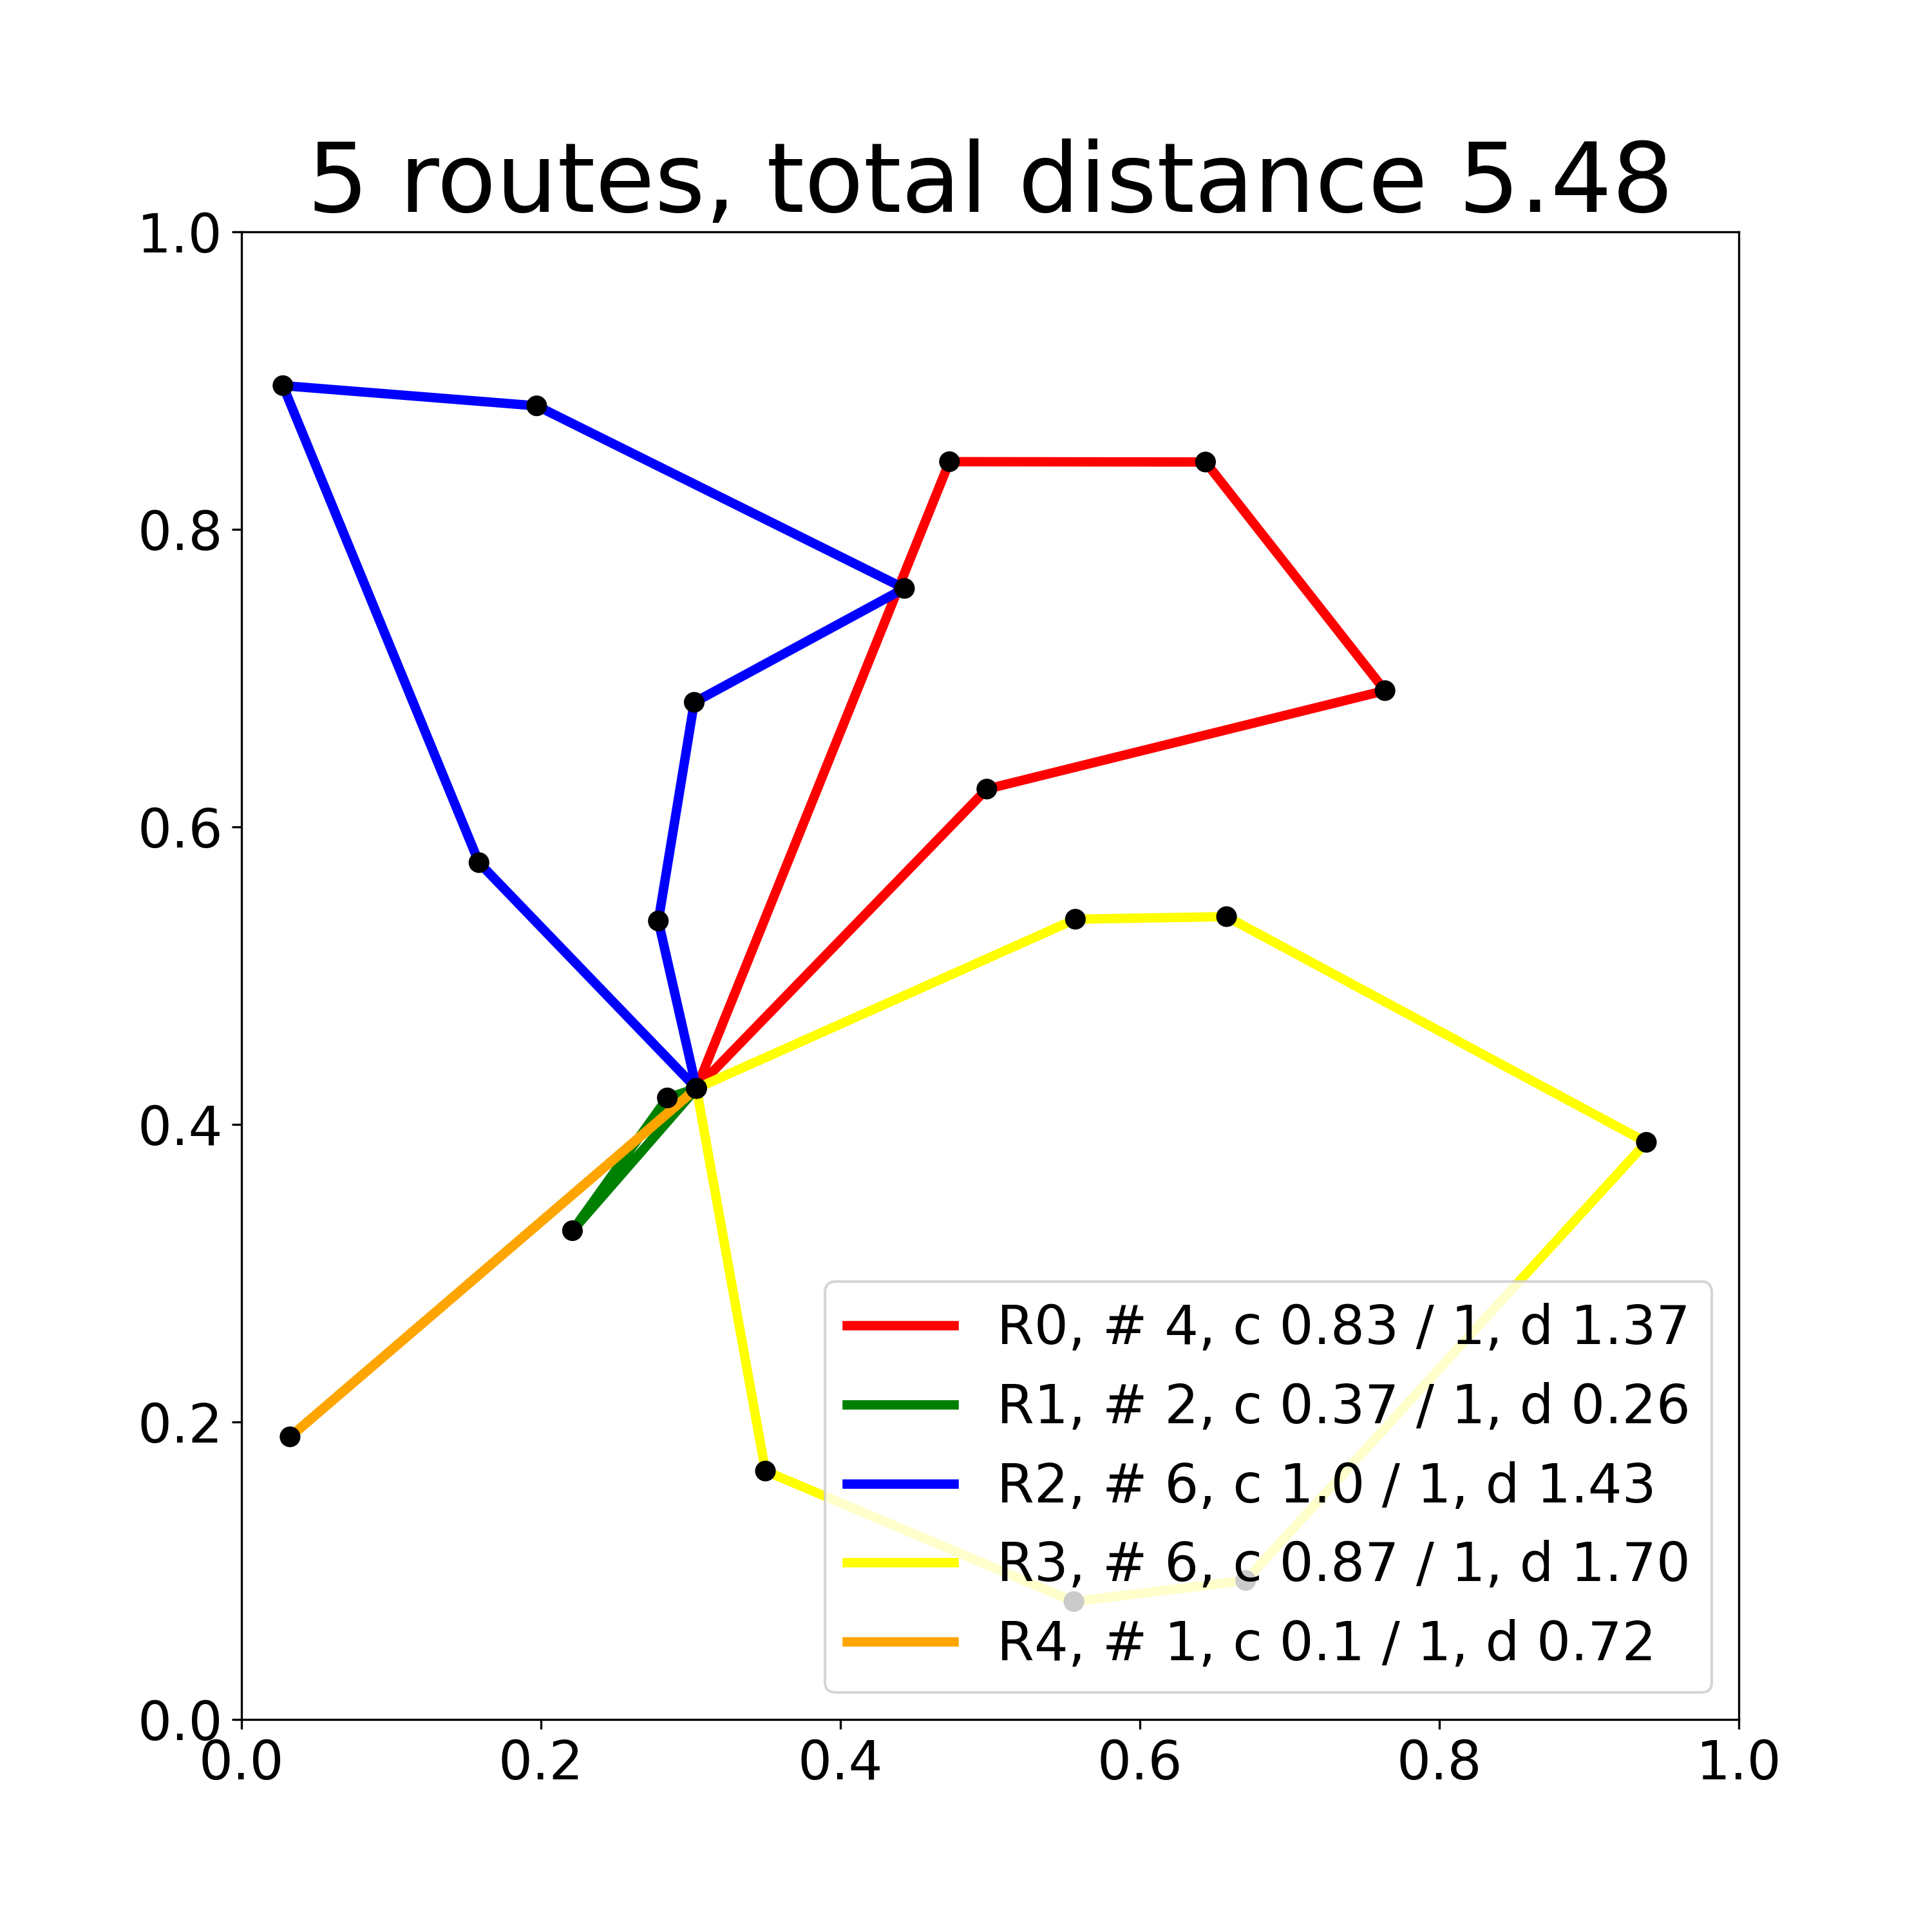 5 routes, total distance 5.48
1.0
0.8
0.6
0.4
0.2
0.0
R0, # 4, c 0.83 / 1, d 1.37
R1, # 2, c 0.37 / 1, d 0.26
R2, # 6, c 1.0 / 1, d 1.43
R3, # 6, c 0.87 / 1, d 1.70
R4, # 1, c 0.1 / 1, d 0.72
0.0 0.2 0.4 0.6 0.8 1.0